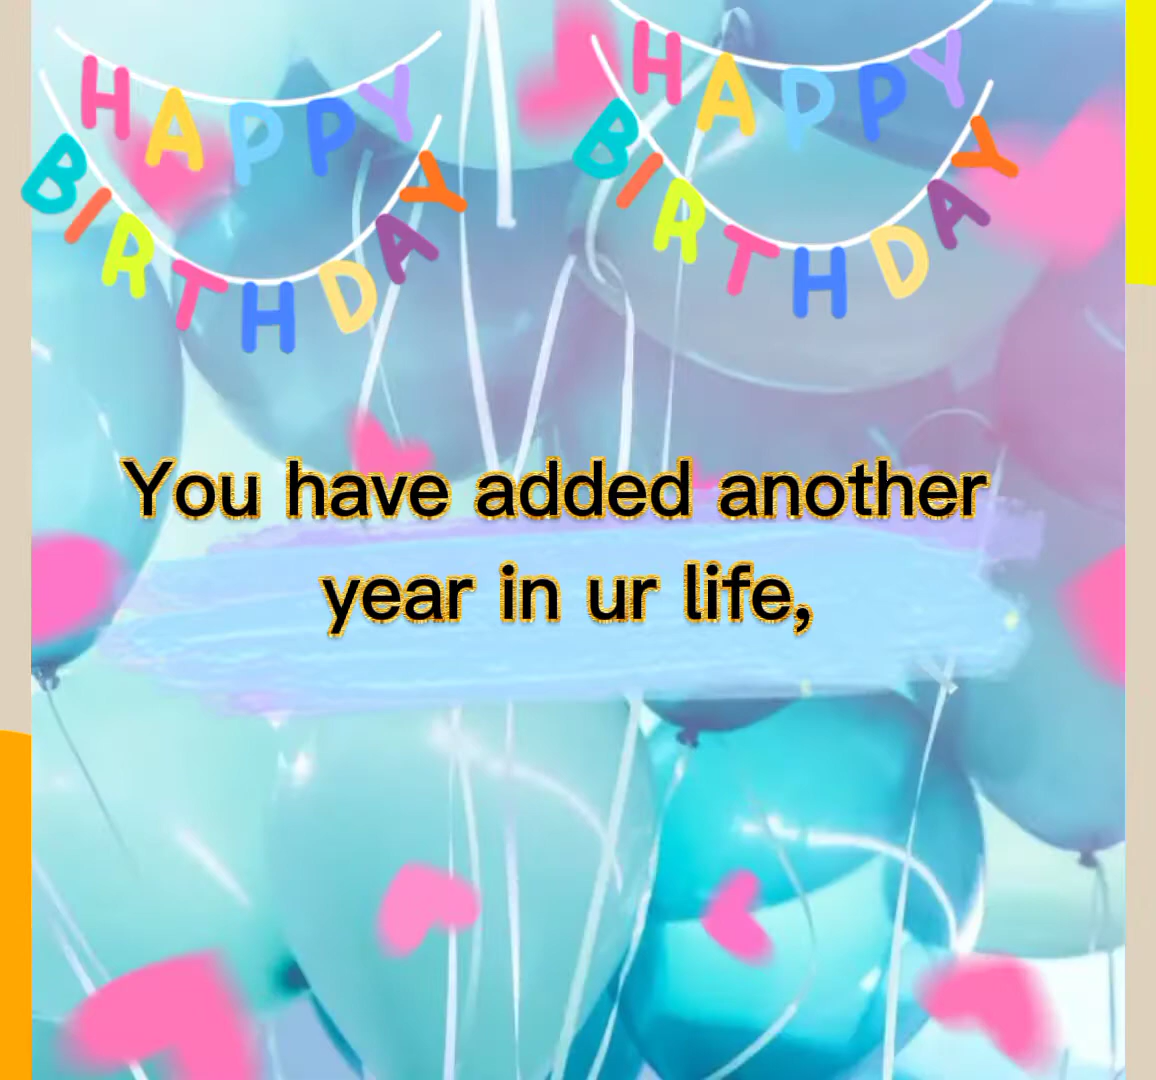 HAPPY HAPPY
BIRTHDAY BIRTHDAY
You have added another
year in ur life,